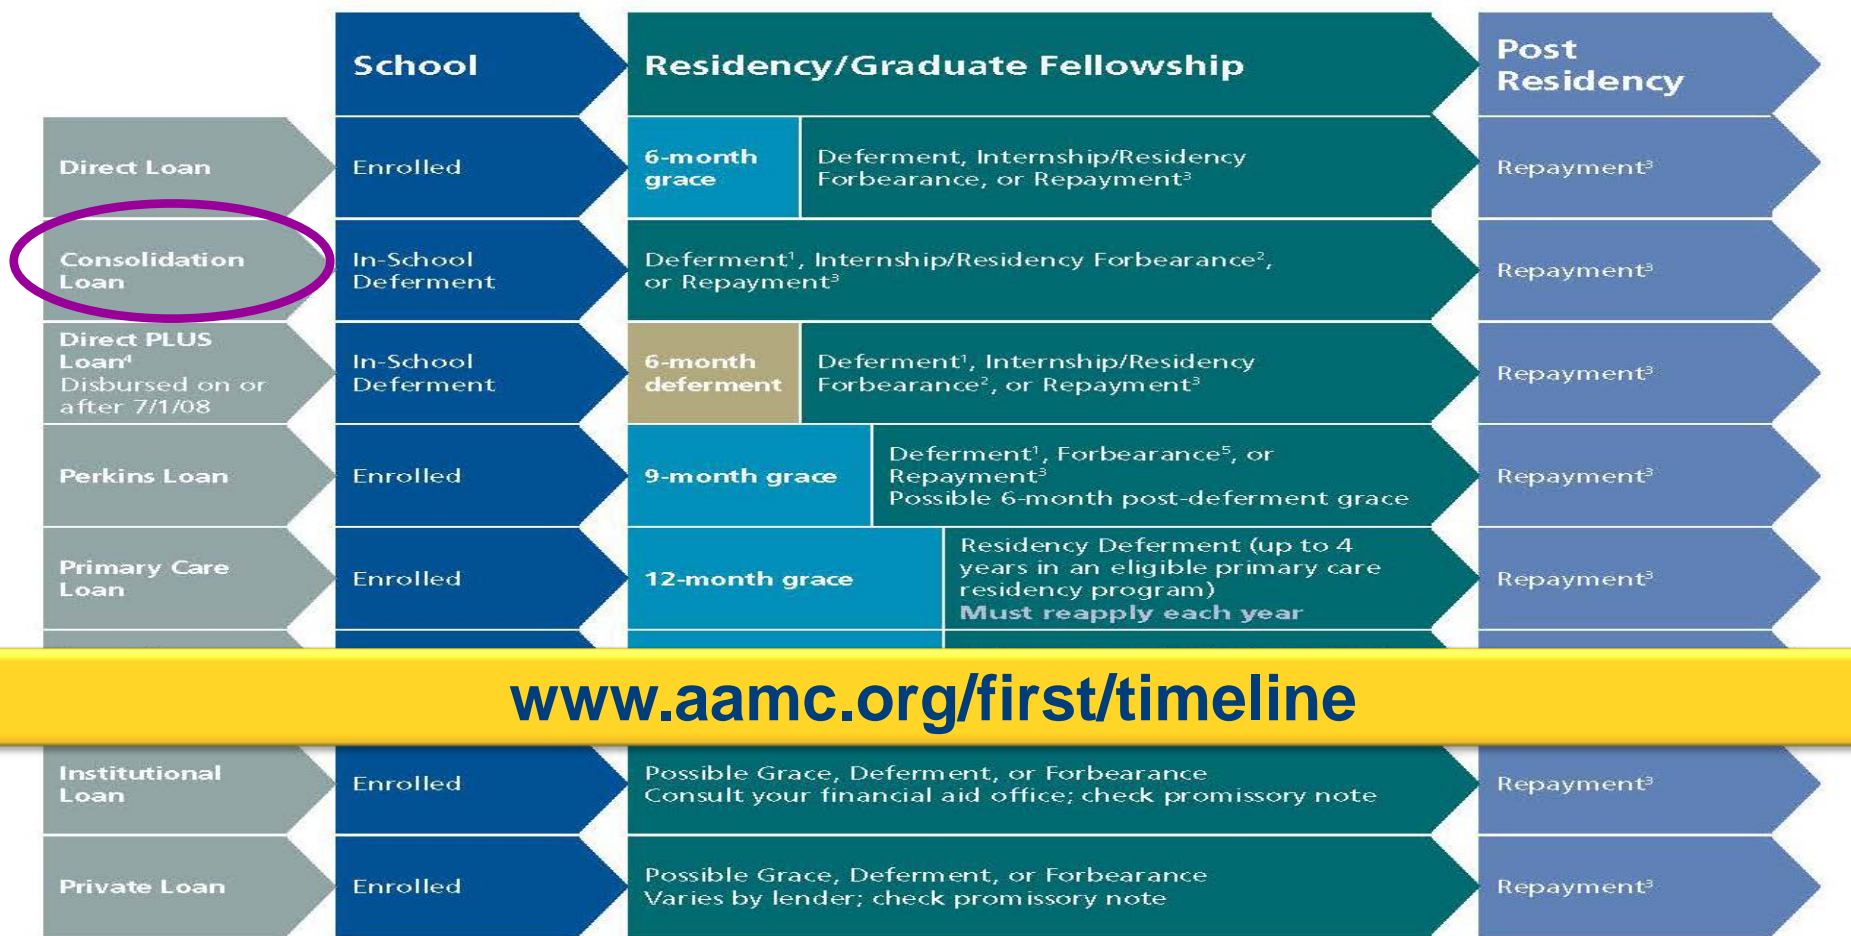 School
Residency/Graduate Fellowship
Post
Residency
Direct Loan
Enrolled
6-month
grace
Deferment, Internship/Residency
Forbearance, or Repayment³
Repayment³
Consolidation
Loan
In-School
Deferment
Deferment¹, Internship/Residency Forbearance²,
or Repayment³
Repayment³
Direct PLUS
Loan⁴
Disbursed on or
after 7/1/08
In-School
Deferment
6-month
deferment
Deferment¹, Internship/Residency
Forbearance², or Repayment³
Repayment³
Perkins Loan
Enrolled
9-month grace
Deferment¹, Forbearance⁵, or
Repayment³
Possible 6-month post-deferment grace
Repayment³
Primary Care
Loan
Enrolled
12-month grace
Residency Deferment (up to 4
years in an eligible primary care
residency program)
Must reapply each year
Repayment³
www.aamc.org/first/timeline
Institutional
Loan
Enrolled
Possible Grace, Deferment, or Forbearance
Consult your financial aid office; check promissory note
Repayment³
Private Loan
Enrolled
Possible Grace, Deferment, or Forbearance
Varies by lender; check promissory note
Repayment³